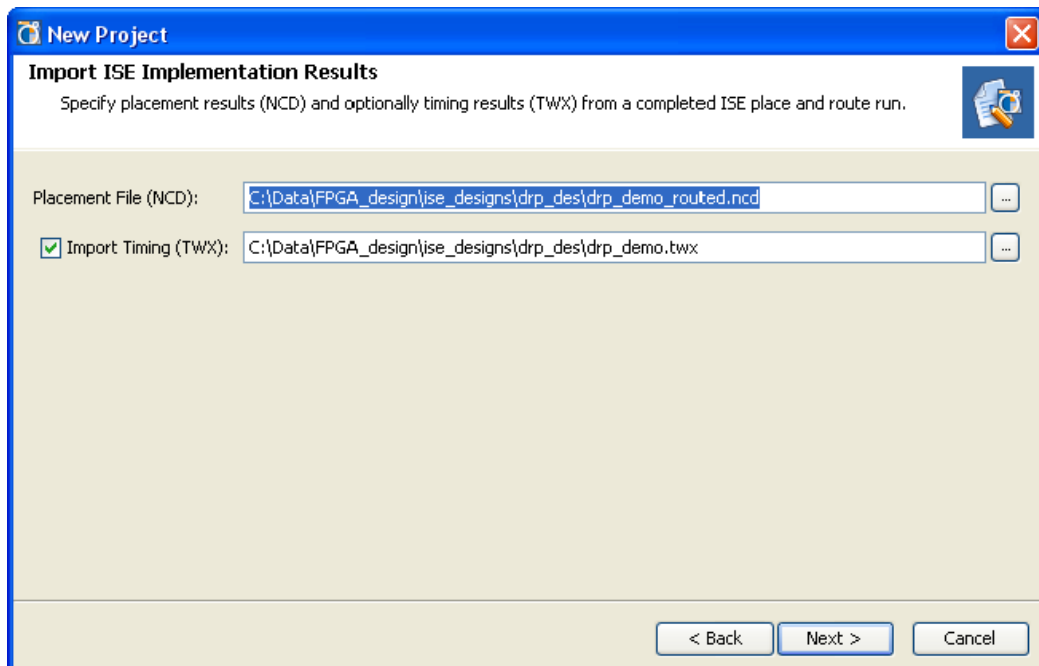 New Project
Import ISE Implementation Results
Specify placement results (NCD) and optionally timing results (TWX) from a completed ISE place and route run.
Placement File (NCD): C:\Data\FPGA_design\ise_designs\drp_des\drp_demo_routed.ncd ...
Import Timing (TWX): C:\Data\FPGA_design\ise_designs\drp_des\drp_demo.twx ...
< Back Next > Cancel